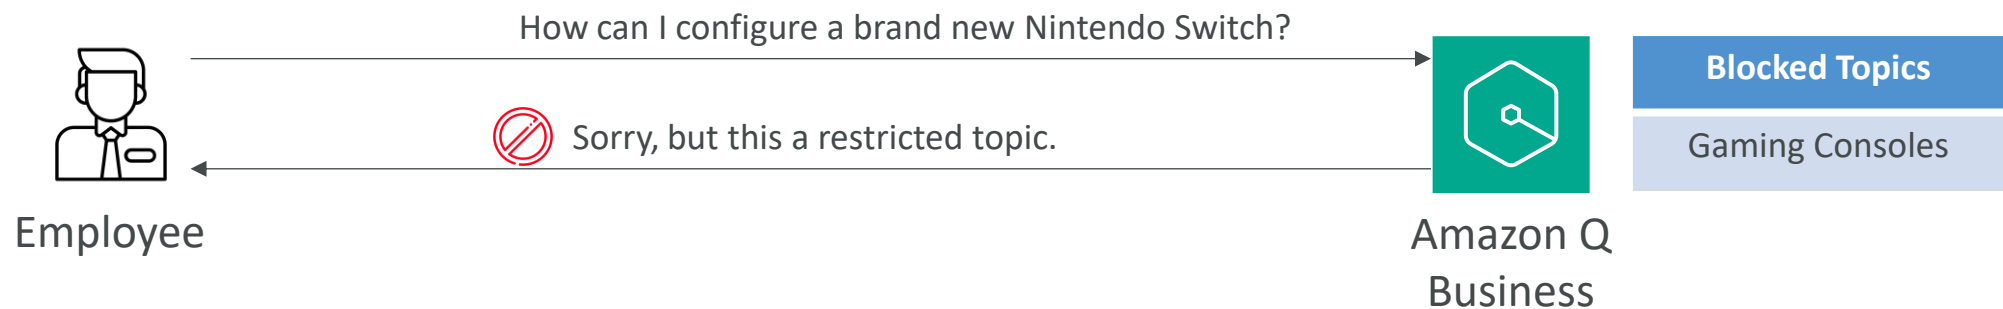 How can I configure a brand new Nintendo Switch?
Blocked Topics
Sorry, but this a restricted topic.
Gaming Consoles
Employee
Amazon Q
Business